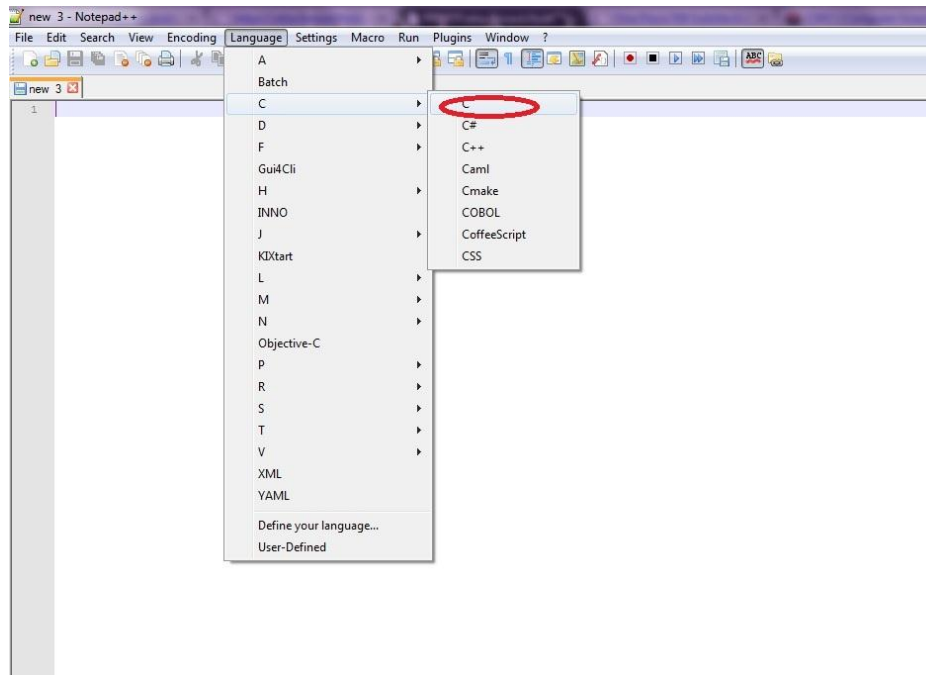 new 3 - Notepad++
File Edit Search View Encoding Language Settings Macro Run Plugins Window ?
ABC
new 3
1
A
Batch
C
D
F
Gui4Cli
H
INNO
J
KIXtart
L
M
N
Objective-C
P
R
S
T
V
XML
YAML
Define your language...
User-Defined
C
C#
C++
Caml
Cmake
COBOL
CoffeeScript
CSS